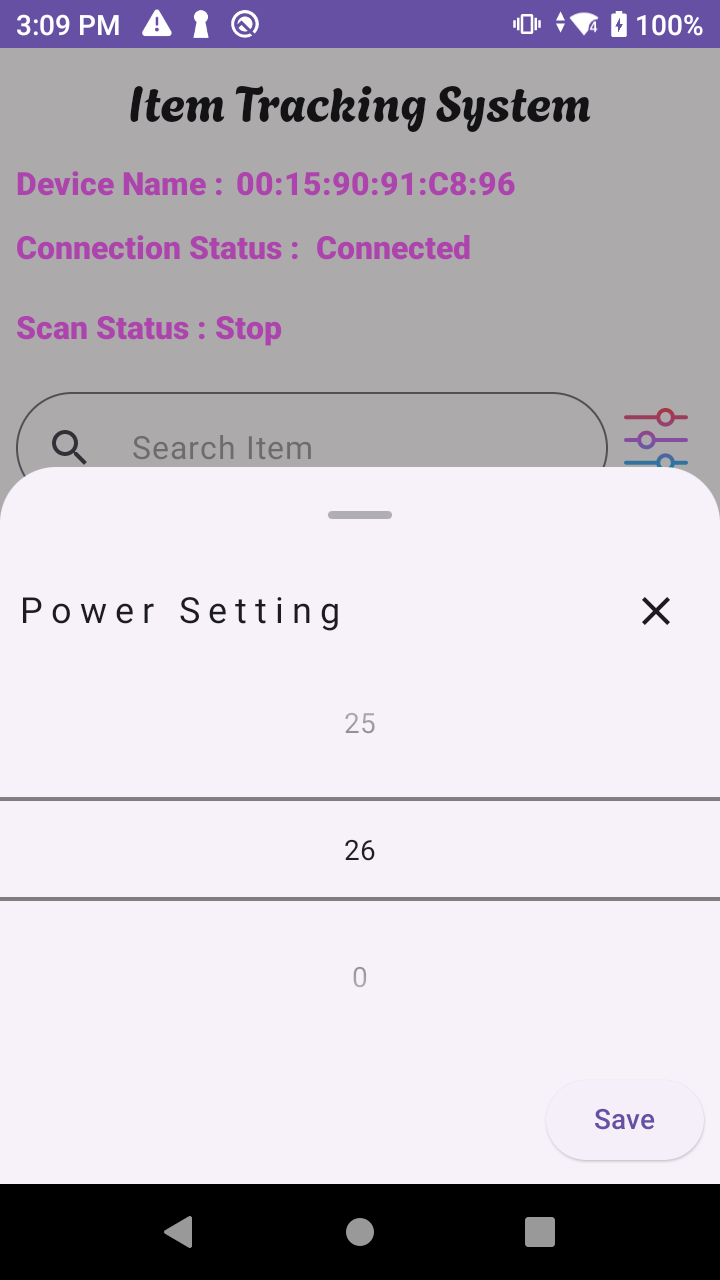 3:09 PM 4 100%
Item Tracking System
Device Name : 00:15:90:91:C8:96
Connection Status : Connected
Scan Status : Stop
Search Item
Power Setting
25
26
0
Save